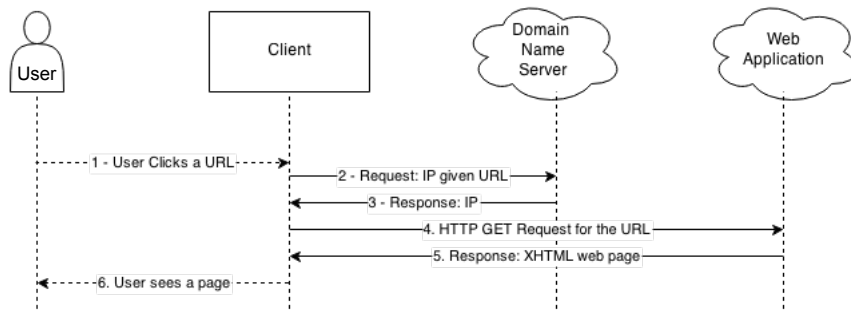 User
Client
Domain
Name
Server
Web
Application
1 - User Clicks a URL
2 - Request: IP given URL
3 - Response: IP
4. HTTP GET Request for the URL
5. Response: XHTML web page
6. User sees a page